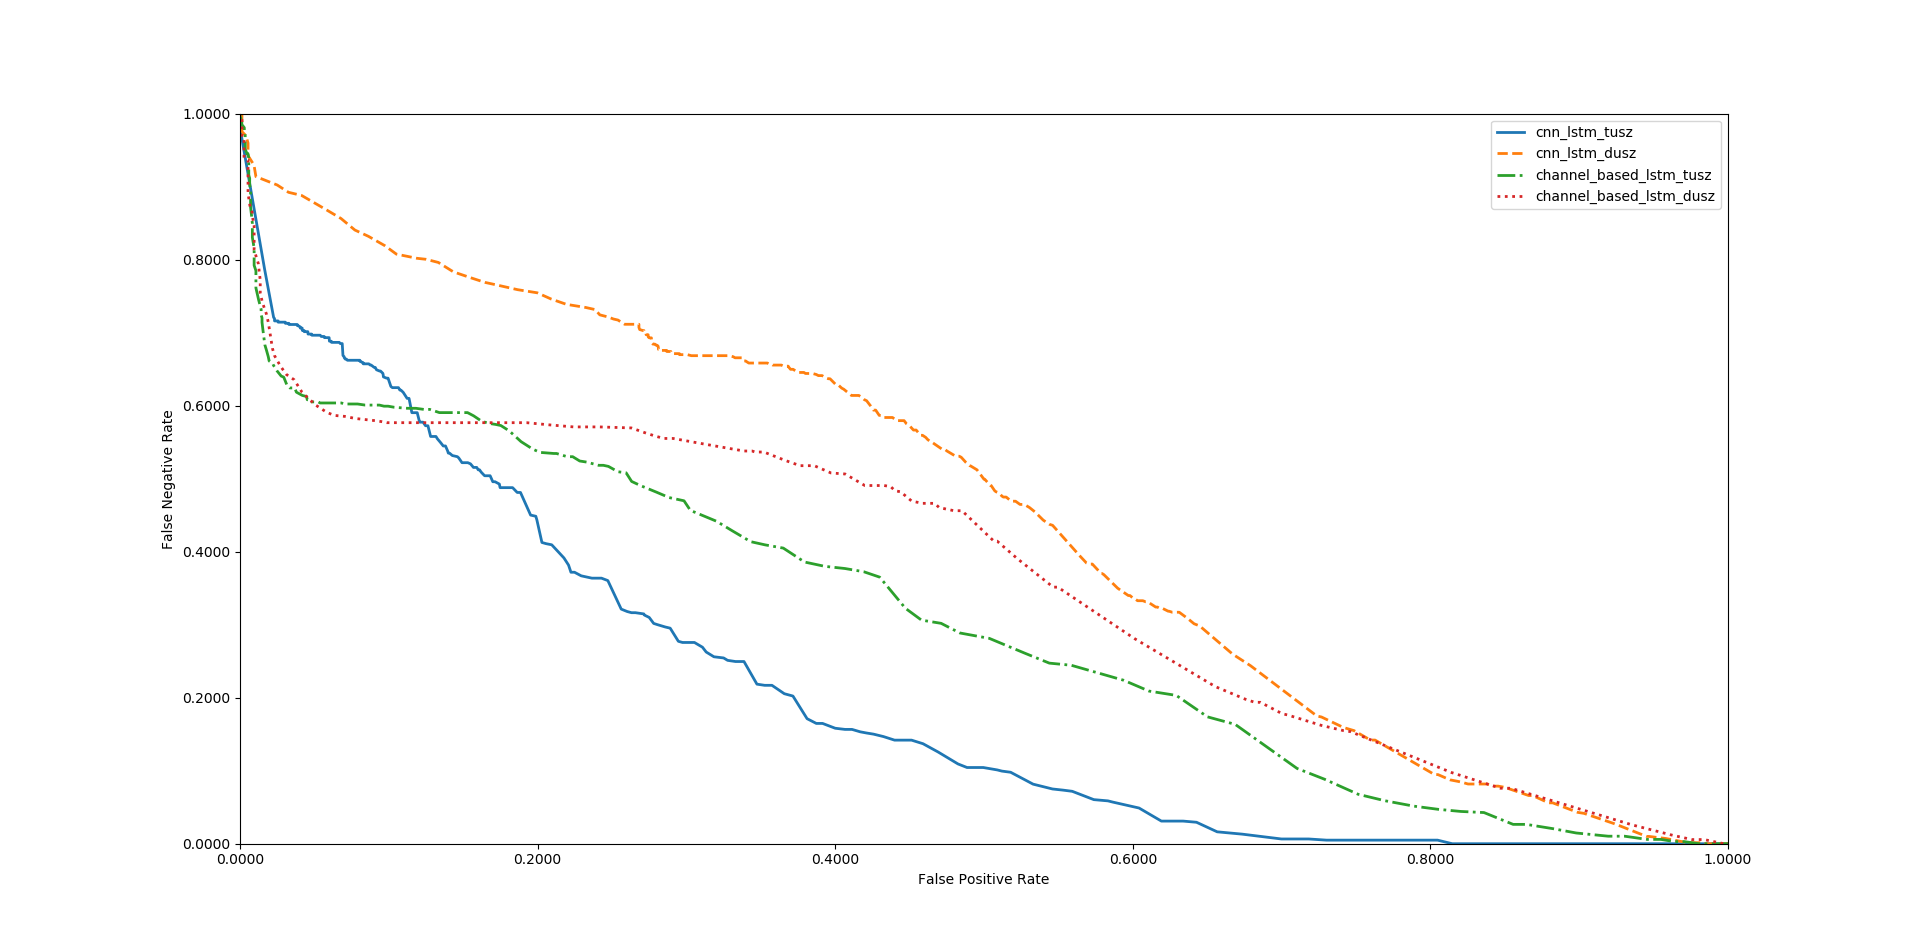 1.0000
0.8000
0.6000
0.4000
0.2000
0.0000
False Negative Rate
0.0000 0.2000 0.4000 0.6000 0.8000 1.0000
False Positive Rate
cnn_lstm_tusz
cnn_lstm_dusz
channel_based_lstm_tusz
channel_based_lstm_dusz